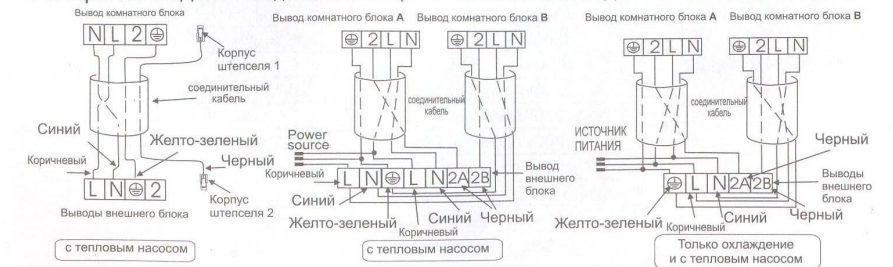 Вывод комнатного блока
N L 2
Корпус
штепселя 1
соединительный
кабель
Синий
Желто-зеленый
Коричневый
Черный
L N 2
Корпус
штепселя 2
Выводы внешнего блока
с тепловым насосом
Вывод комнатного блока A
Вывод комнатного блока B
2 L N
2 L N
соединительный
кабель
Power
source
Коричневый
L N L N 2A 2B
Вывод
внешнего
блока
Синий
Желто-зеленый
Коричневый
Синий
Черный
с тепловым насосом
Вывод комнатного блока A
Вывод комнатного блока B
2 L N
2 L N
соединительный
кабель
ИСТОЧНИК
ПИТАНИЯ
Черный
L N 2A 2B
Выводы
внешнего
блока
Желто-зеленый
Коричневый
Синий
Черный
Только охлаждение
и с тепловым насосом